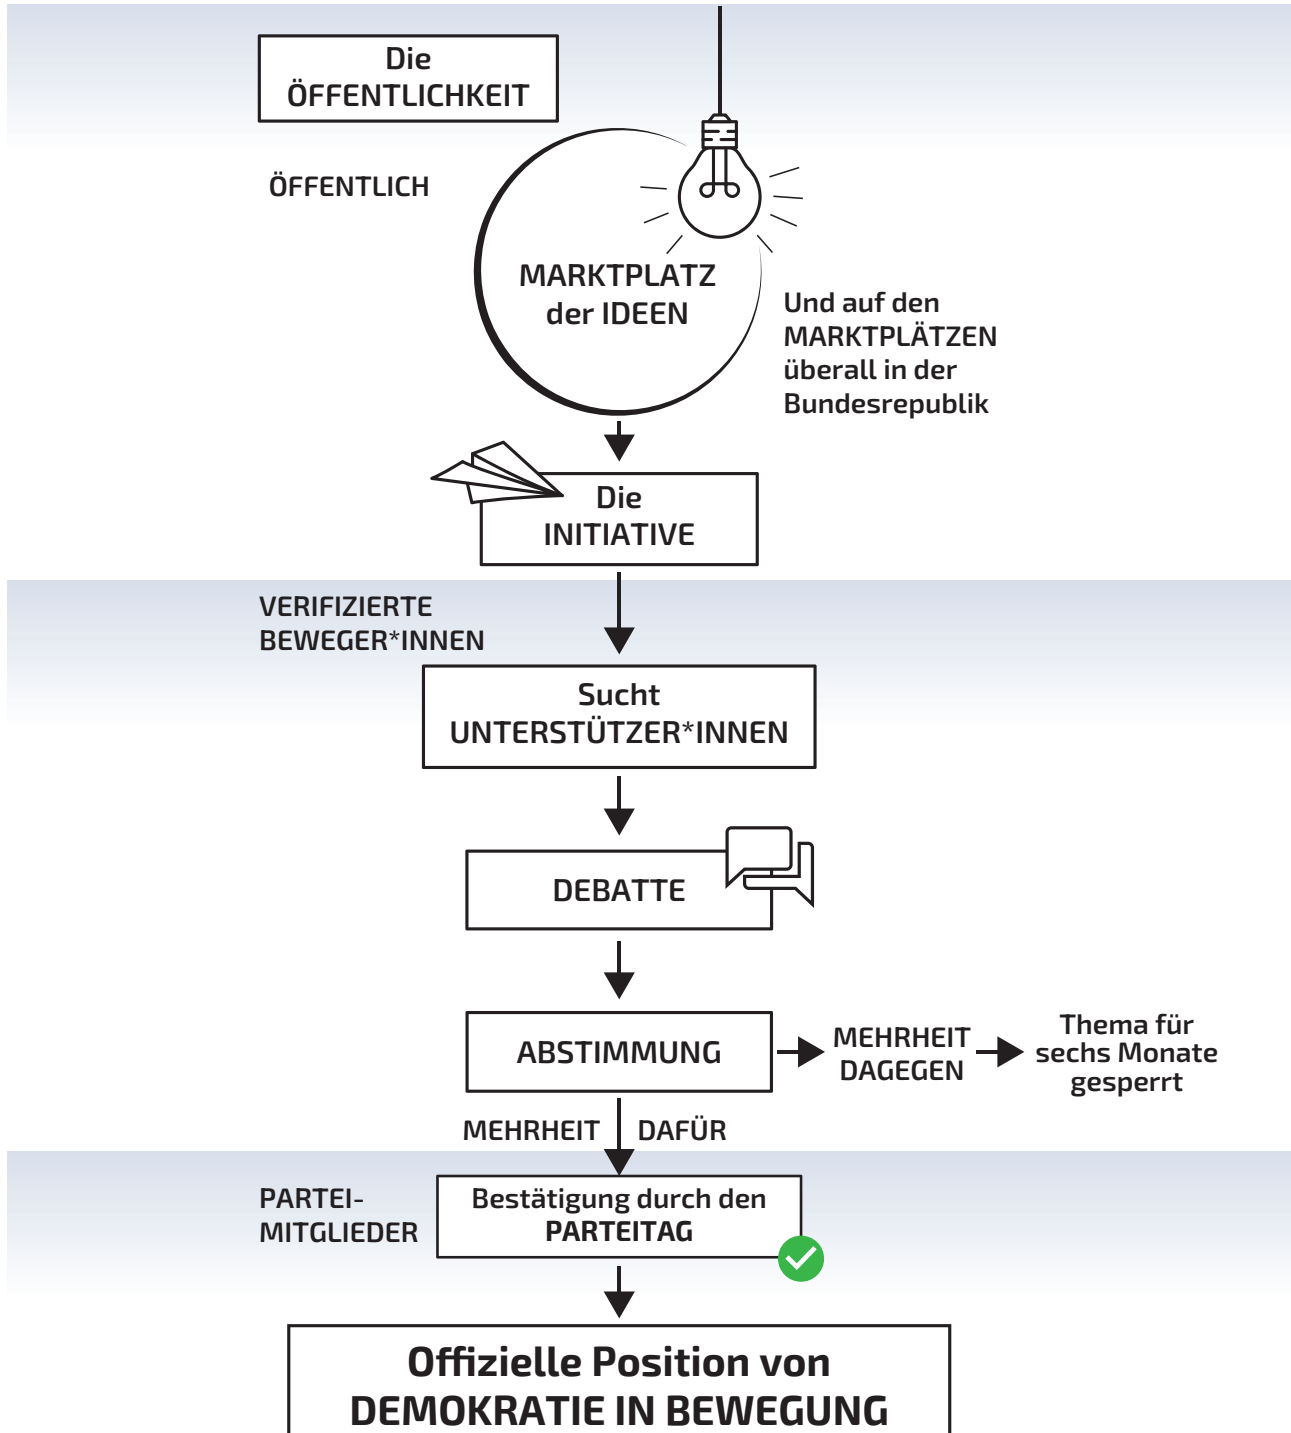 Die
ÖFFENTLICHKEIT
ÖFFENTLICH
MARKTPLATZ
der IDEEN
Und auf den
MARKTPLÄTZEN
überall in der
Bundesrepublik
Die
INITIATIVE
VERIFIZIERTE
BEWEGER*INNEN
Sucht
UNTERSTÜTZER*INNEN
DEBATTE
ABSTIMMUNG
MEHRHEIT
DAGEGEN
Thema für
sechs Monate
gesperrt
MEHRHEIT DAFÜR
PARTEI-
MITGLIEDER
Bestätigung durch den
PARTEITAG
Offizielle Position von
DEMOKRATIE IN BEWEGUNG